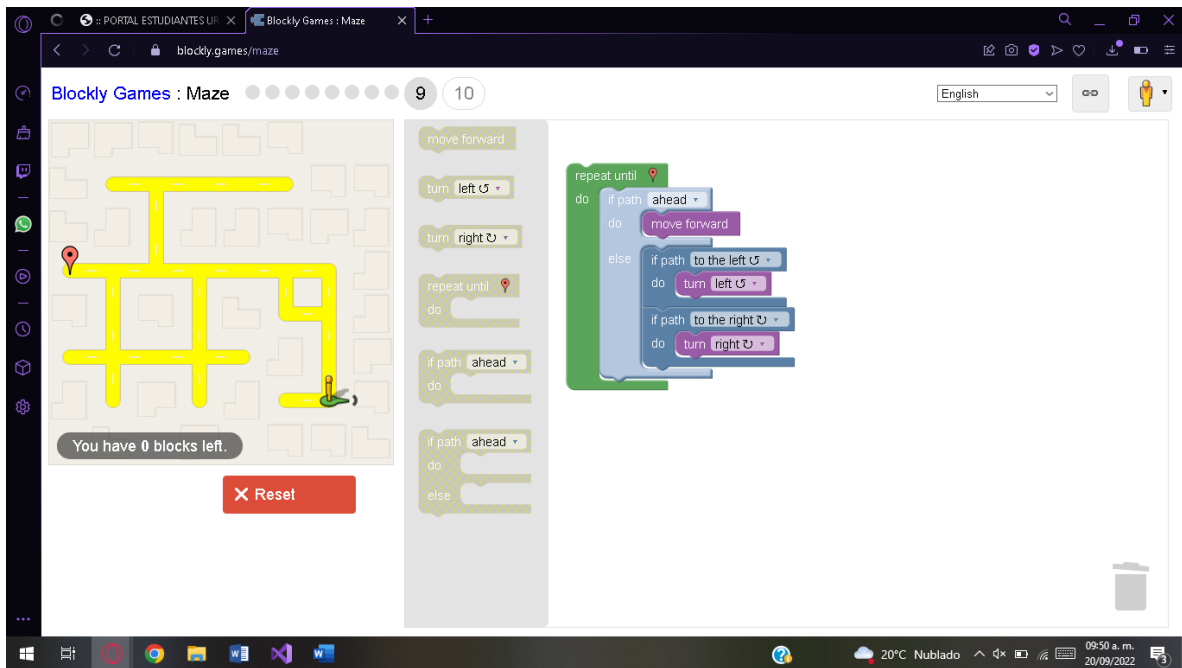 :: PORTAL ESTUDIANTES UR
Blockly Games : Maze
blockly.games/maze
Blockly Games : Maze
9
10
English
move forward
turn left ↺
turn right ↻
repeat until
do
if path ahead
do
if path ahead
do
else
repeat until
do
if path ahead
do
move forward
else
if path to the left ↺
do
turn left ↺
if path to the right ↻
do
turn right ↻
You have 0 blocks left.
Reset
20°C Nublado
09:50 a. m.
20/09/2022
3